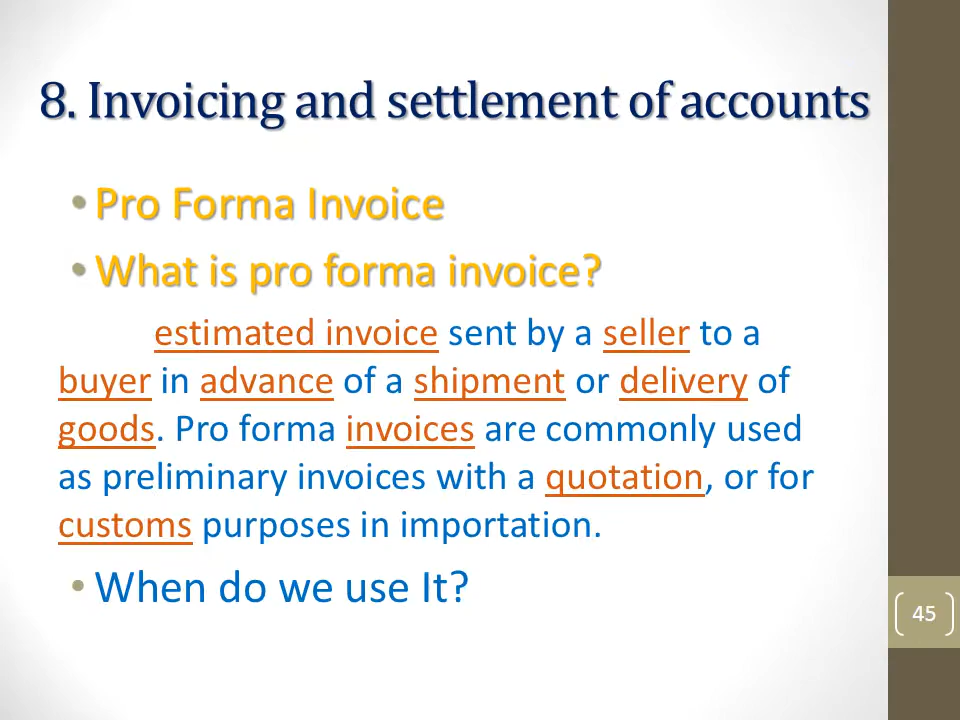 8. Invoicing and settlement of accounts
• Pro Forma Invoice
• What is pro forma invoice?
estimated invoice sent by a seller to a
buyer in advance of a shipment or delivery of
goods. Pro forma invoices are commonly used
as preliminary invoices with a quotation, or for
customs purposes in importation.
• When do we use It?
45